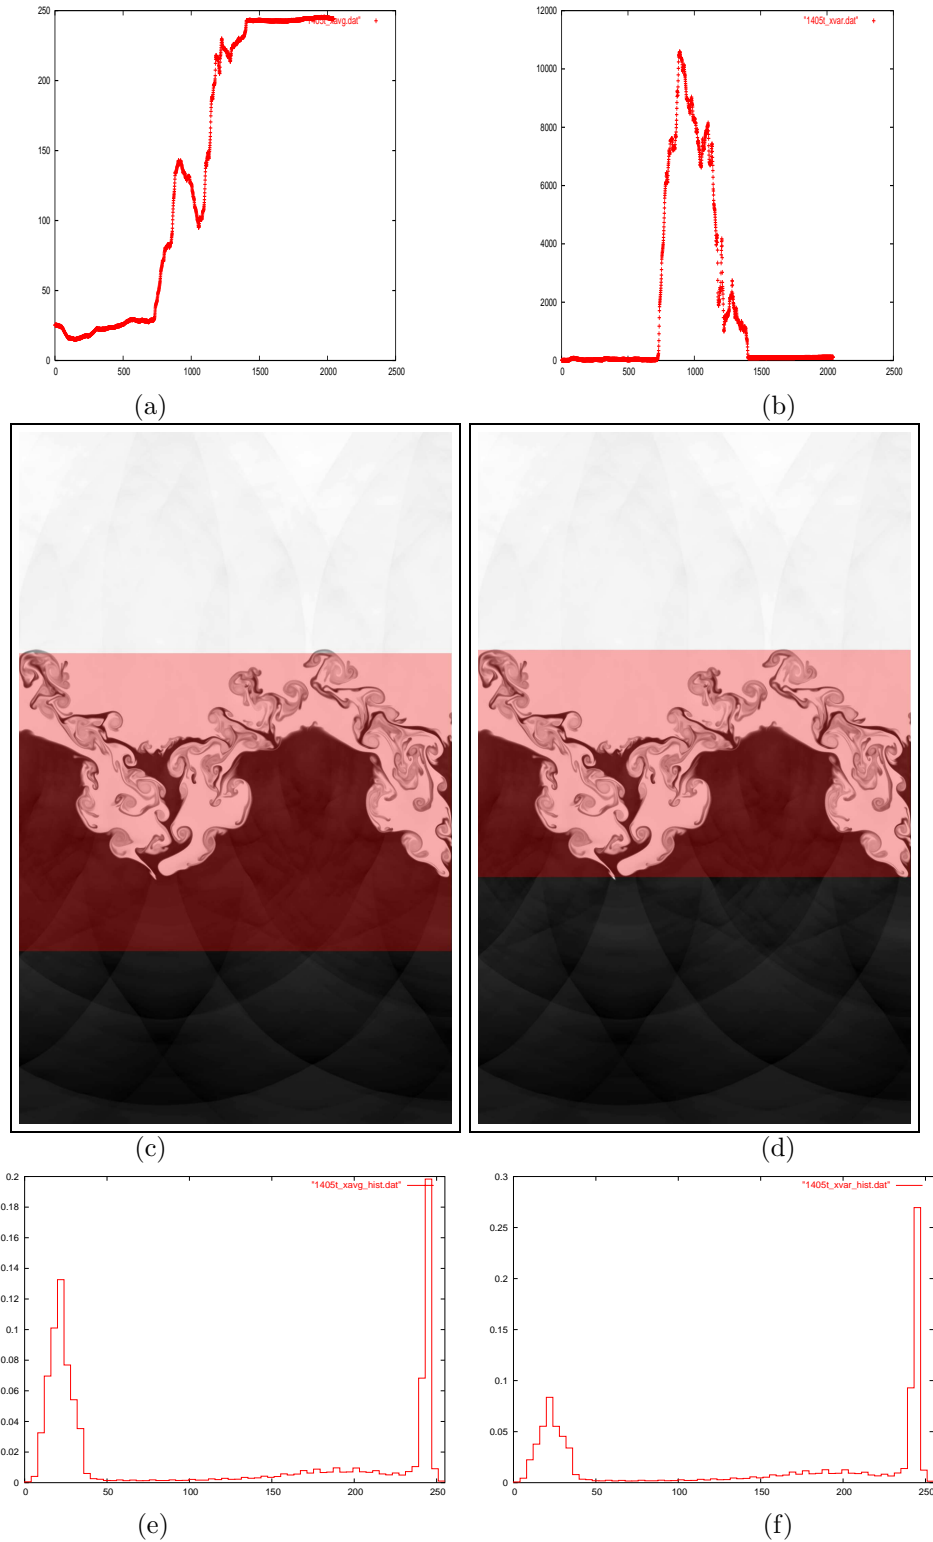 250
200
150
100
50
0
0 500 1000 1500 2000 2500
"1405t_xavg.dat"
12000
10000
8000
6000
4000
2000
0
0 500 1000 1500 2000 2500
"1405t_xvar.dat"
(a) (b)
(c) (d)
0.2
0.18
0.16
0.14
0.12
0.1
0.08
0.06
0.04
0.02
0
0 50 100 150 200 250
"1405t_xavg_hist.dat"
0.3
0.25
0.2
0.15
0.1
0.05
0
0 50 100 150 200 250
"1405t_xvar_hist.dat"
(e) (f)